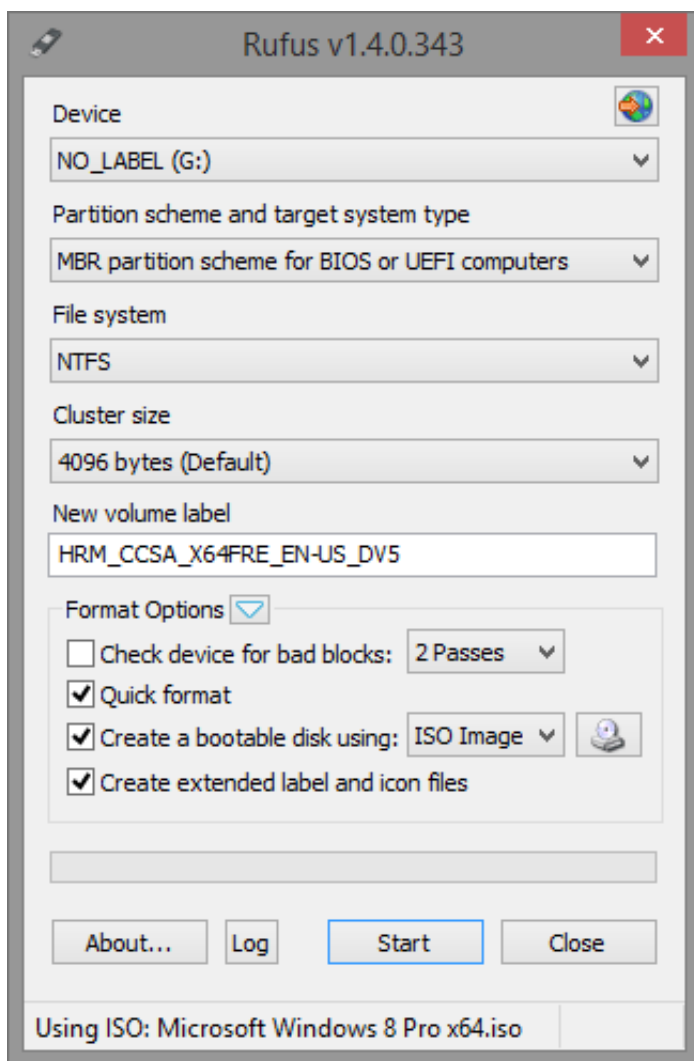 Rufus v1.4.0.343
Device
NO_LABEL (G:)
Partition scheme and target system type
MBR partition scheme for BIOS or UEFI computers
File system
NTFS
Cluster size
4096 bytes (Default)
New volume label
HRM_CCSA_X64FRE_EN-US_DV5
Format Options
Check device for bad blocks: 2 Passes
Quick format
Create a bootable disk using: ISO Image
Create extended label and icon files
About... Log Start Close
Using ISO: Microsoft Windows 8 Pro x64.iso